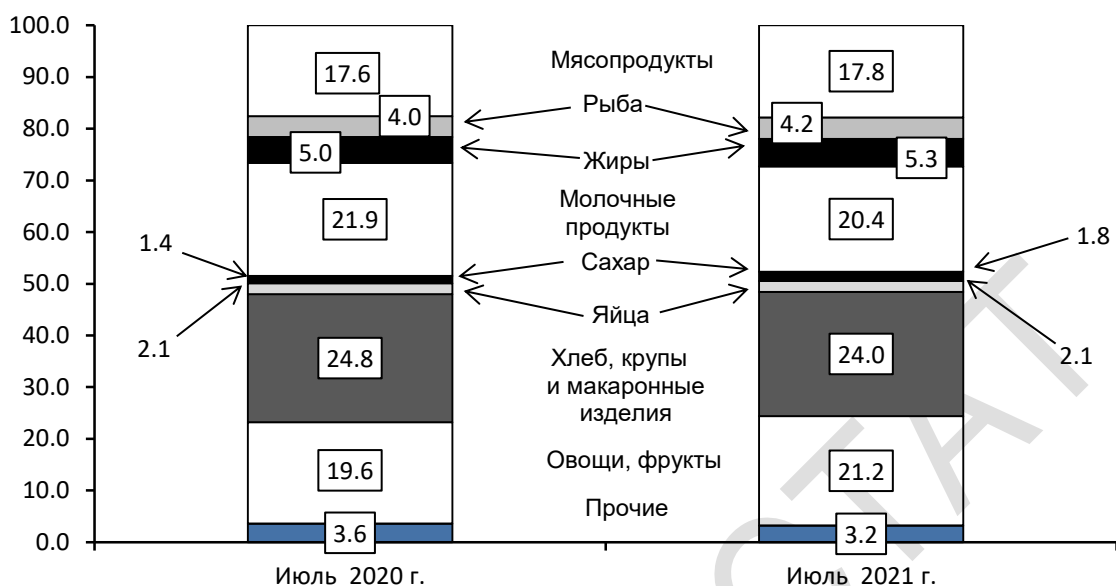 100.0
90.0
80.0
70.0
60.0
50.0
40.0
30.0
20.0
10.0
0.0
17.6
4.0
5.0
21.9
1.4
2.1
24.8
19.6
3.6
Мясопродукты
Рыба
Жиры
Молочные
продукты
Сахар
Яйца
Хлеб, крупы
и макаронные
изделия
Овощи, фрукты
Прочие
17.8
4.2
5.3
20.4
1.8
2.1
24.0
21.2
3.2
Июль 2020 г.
Июль 2021 г.
СТАТ